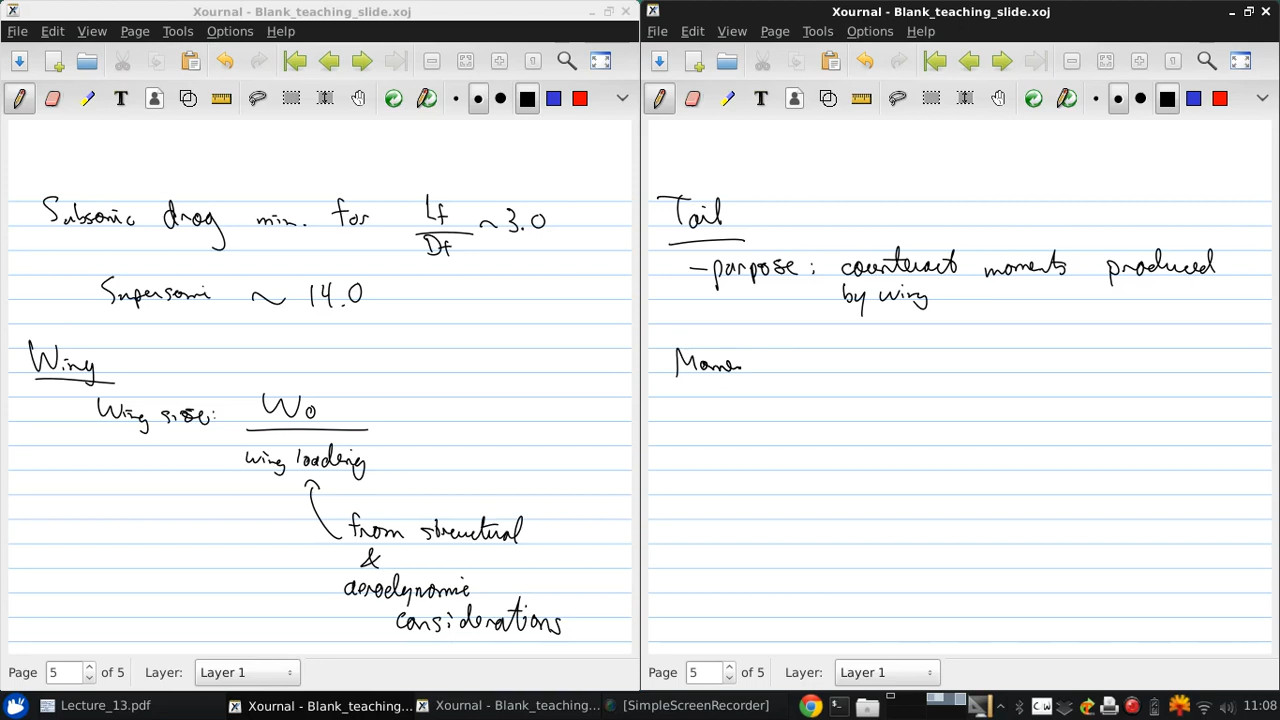 Xournal - Blank_teaching_slide.xoj
File Edit View Page Tools Options Help
Subsonic drag min. for Lf / Df ~ 3.0
Supersonic ~ 14.0
Wing
Wing size: W0
wing loading
from structural
&
aerodynamic
considerations
Page 5 of 5 Layer: Layer 1
Xournal - Blank_teaching_slide.xoj
File Edit View Page Tools Options Help
Tail
- purpose : counteract moments produced
by wing
Momen
Page 5 of 5 Layer: Layer 1
Lecture_13.pdf Xournal - Blank_teaching_... Xournal - Blank_teaching_... [SimpleScreenRecorder] 11:08